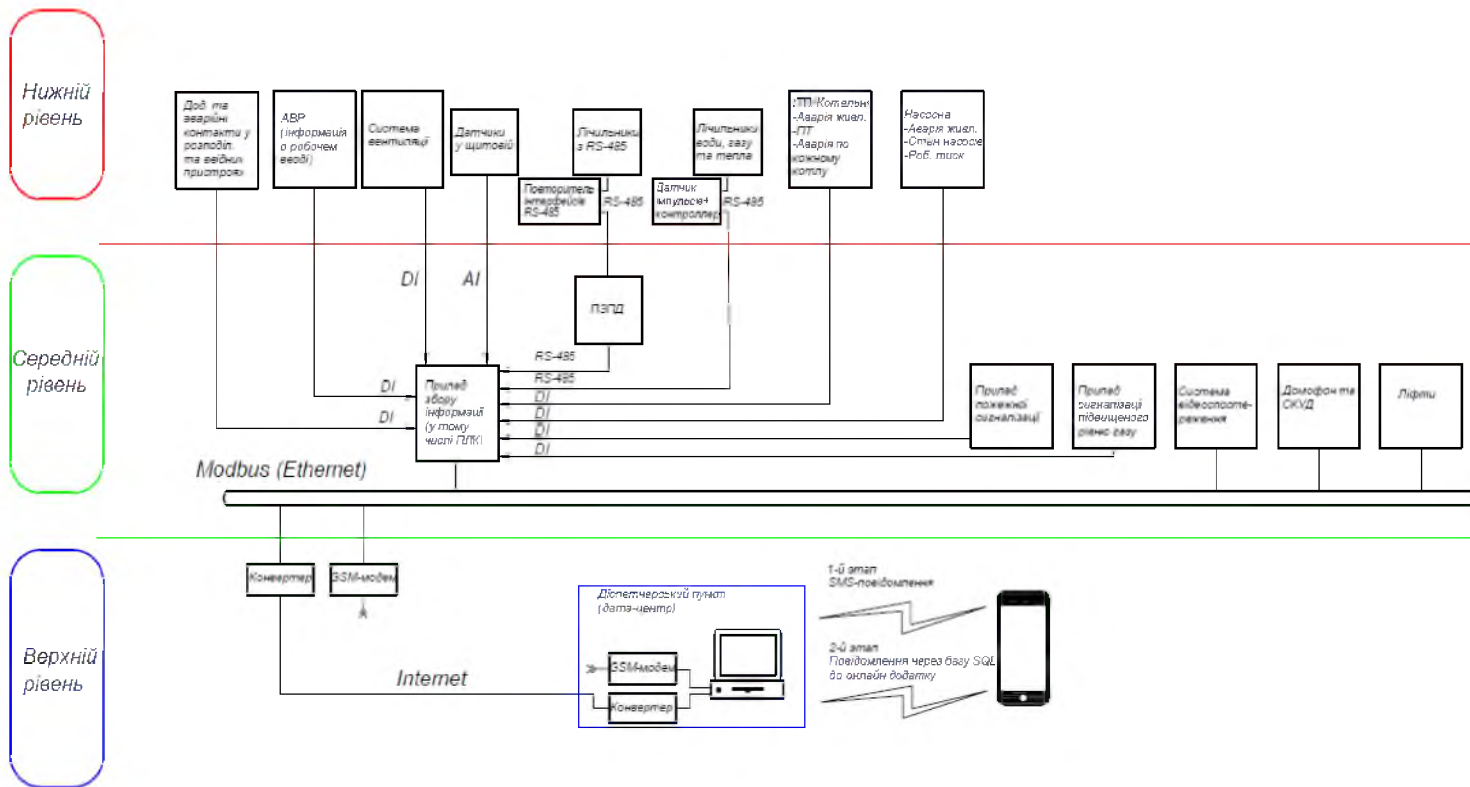 Нижній
рівень
Дод. та
аварійні
контакти у
розподіл.
та ввідних
пристроях
АВР
(інформація
о робочем
вводі)
Система
вентиляції
Датчики
у щитовій
Лічильники
з RS-485
Повторитель
інтерфейсів
RS-485
RS-485
Лічильники
води, газу
та тепла
Датчик
імпульсів+
контроллер
RS-485
ІТП-Котельня
-Аварія живл.
-ПТ
-Аварія по
кожному
котлу
Насосна
-Аварія живл.
-Стан насосів
-Роб. тиск
Середній
рівень
DI
AI
ПЗПД
RS-485
RS-485
DI
DI
DI
DI
DI
DI
Прилад
збору
інформації
(у тому
числі ПЛК)
Прилад
пожежної
сигналізації
Прилад
сигналізації
підвищеного
рівню газу
Система
відеоспосте-
реження
Домофон та
СКУД
Ліфти
Modbus (Ethernet)
Верхній
рівень
Конвертер
GSM-модем
Internet
Діспетчерський пункт
(дата-центр)
GSM-модем
Конвертер
1-й этап
SMS-повідомлення
2-й этап
Повідомлення через базу SQL
до онлайн додатку